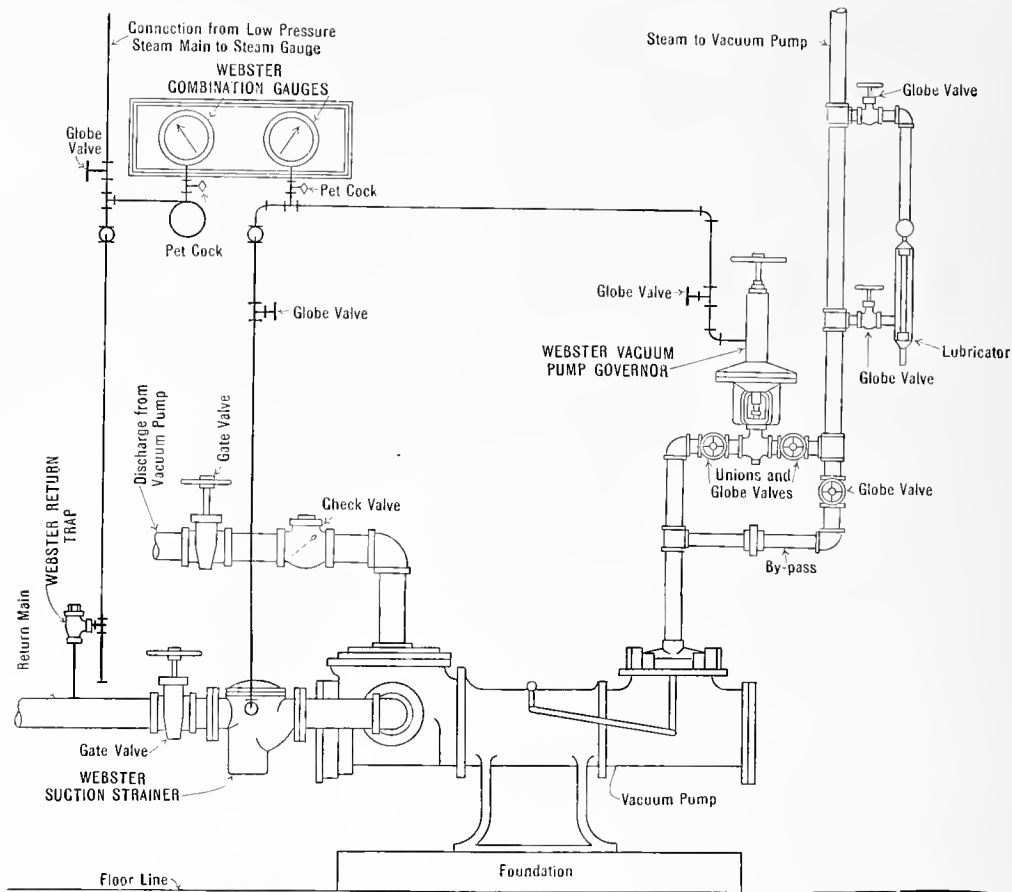 Connection from Low Pressure
Steam Main to Steam Gauge
WEBSTER
COMBINATION GAUGES
Globe
Valve
Pet Cock
Pet Cock
Steam to Vacuum Pump
Globe Valve
Globe Valve
Globe Valve
WEBSTER VACUUM
PUMP GOVERNOR
Lubricator
Globe Valve
Discharge from
Vacuum Pump
Gate Valve
Check Valve
Unions and
Globe Valves
Globe Valve
By-pass
WEBSTER RETURN
TRAP
Return Main
Gate Valve
WEBSTER
SUCTION STRAINER
Vacuum Pump
Foundation
Floor Line